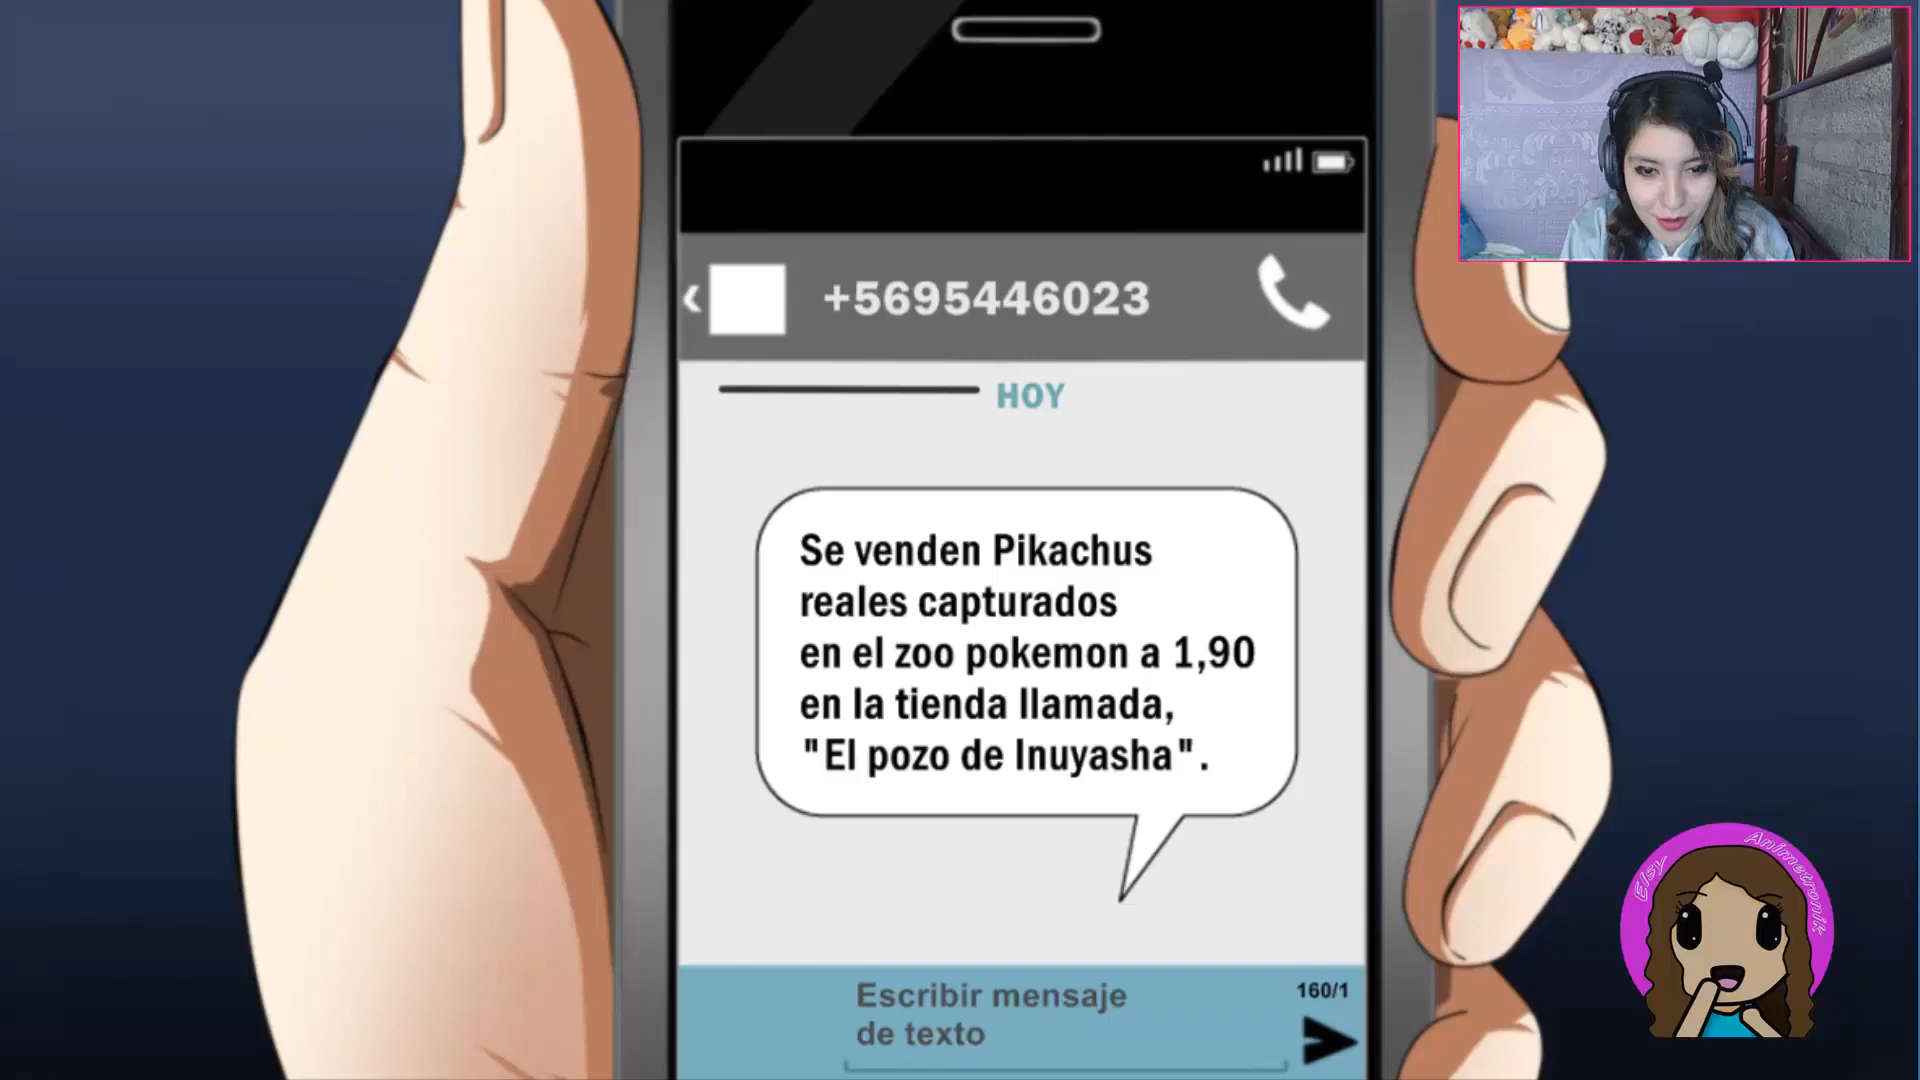 +5695446023
HOY
Se venden Pikachus
reales capturados
en el zoo pokemon a 1,90
en la tienda llamada,
"El pozo de Inuyasha".
Escribir mensaje
de texto
160/1
Elsy Animetronik